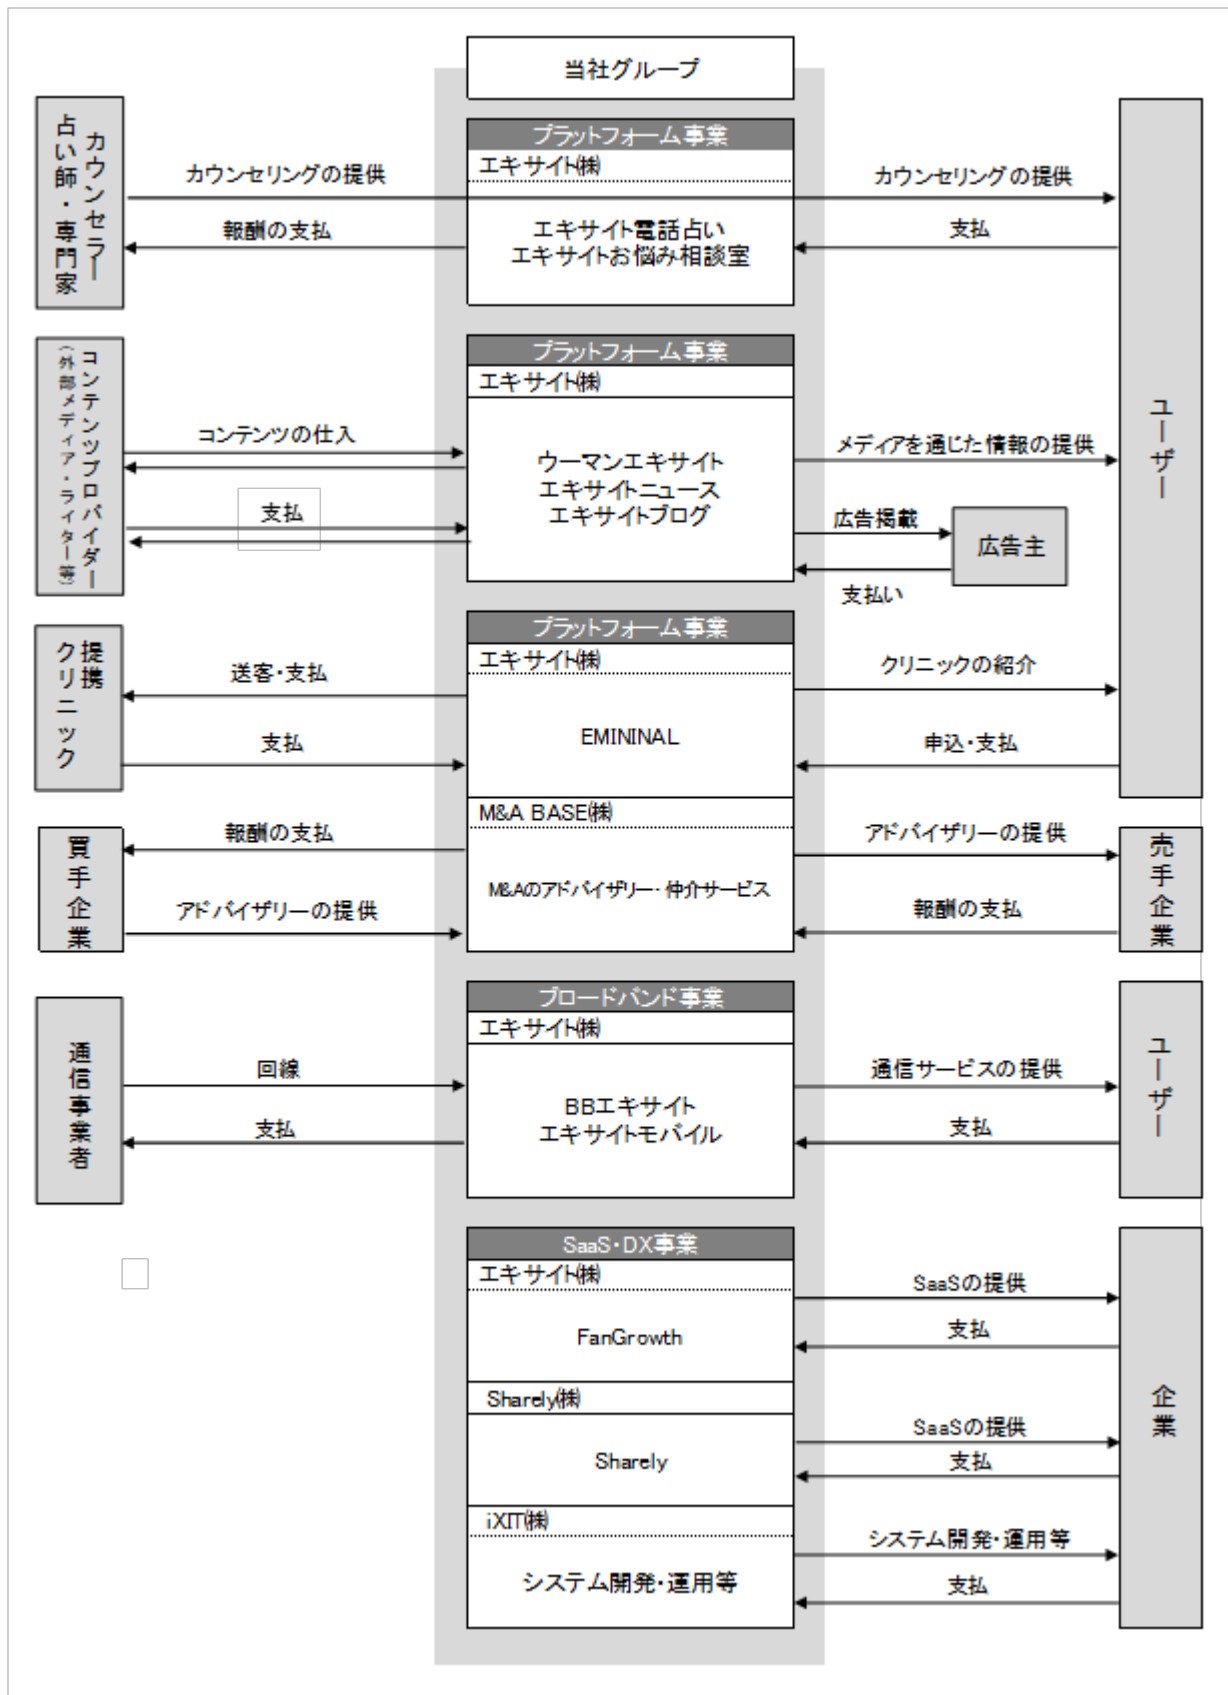 当社グループ
カウンセラー
占い師・専門家
プラットフォーム事業
エキサイト㈱
エキサイト電話占い
エキサイトお悩み相談室
カウンセリングの提供
報酬の支払
カウンセリングの提供
支払
ユーザー
コンテンツプロバイダー
（外部メディア・ライター等）
プラットフォーム事業
エキサイト㈱
ウーマンエキサイト
エキサイトニュース
エキサイトブログ
コンテンツの仕入
支払
メディアを通じた情報の提供
広告掲載
広告主
支払い
提携
クリニック
プラットフォーム事業
エキサイト㈱
EMININAL
送客・支払
支払
クリニックの紹介
申込・支払
買手企業
M&A BASE㈱
M&Aのアドバイザリー・仲介サービス
報酬の支払
アドバイザリーの提供
アドバイザリーの提供
報酬の支払
売手企業
通信事業者
ブロードバンド事業
エキサイト㈱
BBエキサイト
エキサイトモバイル
回線
支払
通信サービスの提供
支払
ユーザー
SaaS・DX事業
エキサイト㈱
FanGrowth
SaaSの提供
支払
Sharely㈱
Sharely
SaaSの提供
支払
iXIT㈱
システム開発・運用等
システム開発・運用等
支払
企業